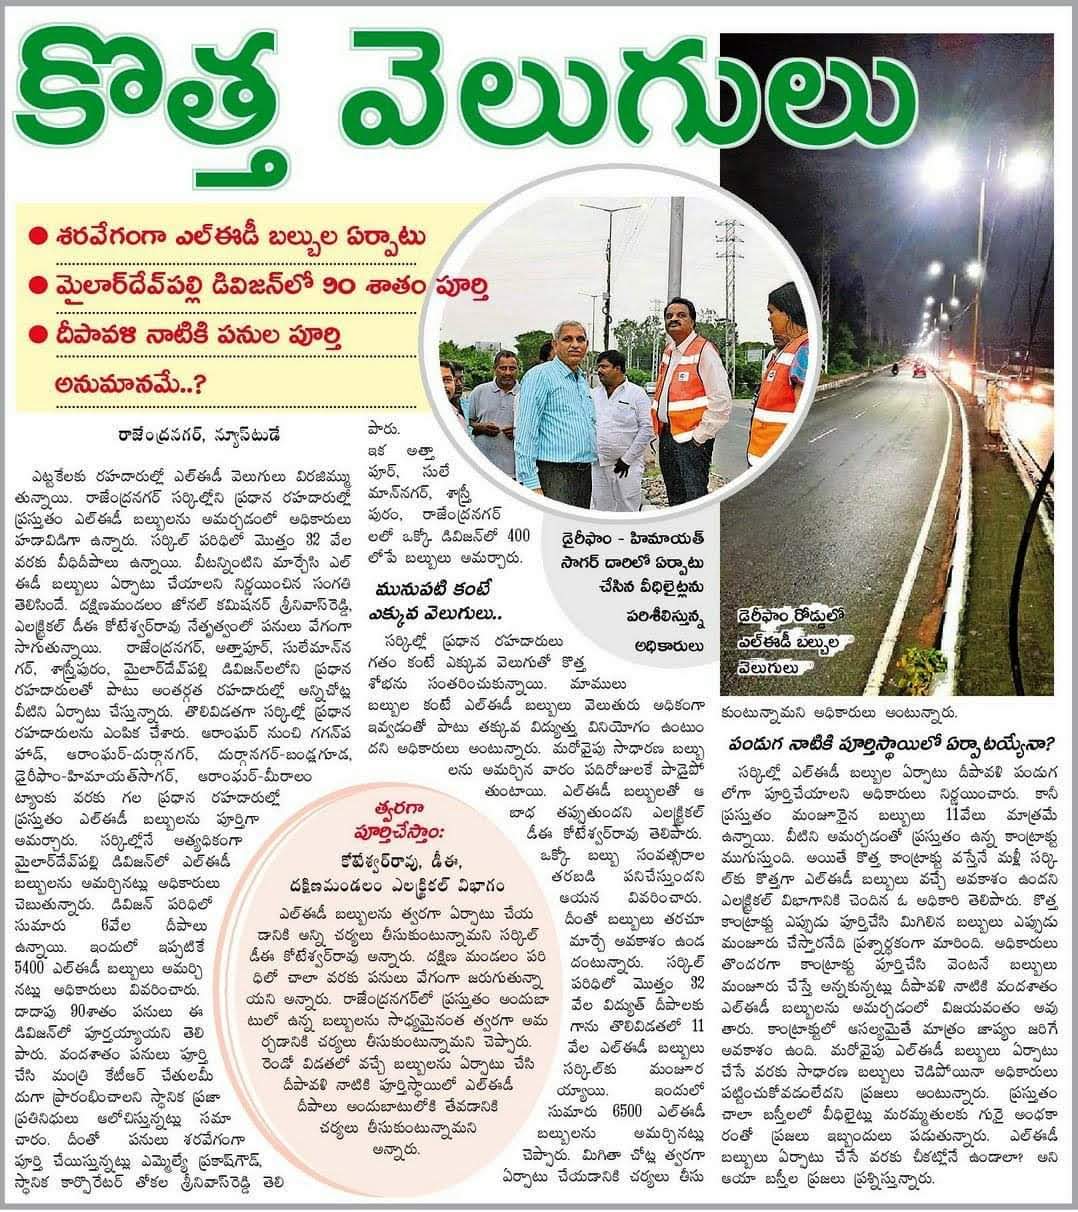 కొత్త వెలుగులు
● శరవేగంగా ఎల్ఈడీ బల్బుల ఏర్పాటు
● మైలార్‌దేవ్‌పల్లి డివిజన్‌లో 90 శాతం పూర్తి
● దీపావళి నాటికి పనుల పూర్తి
అనుమానమే..?
రాజేంద్రనగర్, న్యూస్‌టుడే
ఎట్టకేలకు రహదారుల్లో ఎల్ఈడీ వెలుగులు విరజిమ్ము
తున్నాయి. రాజేంద్రనగర్ సర్కిల్లోని ప్రధాన రహదారుల్లో
ప్రస్తుతం ఎల్ఈడీ బల్బులను అమర్చడంలో అధికారులు
హడావిడిగా ఉన్నారు. సర్కిల్ పరిధిలో మొత్తం 32 వేల
వరకు వీధిదీపాలు ఉన్నాయి. వీటన్నింటిని మార్చేసి ఎల్
ఈడీ బల్బులు ఏర్పాటు చేయాలని నిర్ణయించిన సంగతి
తెలిసిందే. దక్షిణమండలం జోనల్ కమిషనర్ శ్రీనివాస్‌రెడ్డి,
ఎలక్ట్రికల్ డీఈ కోటేశ్వర్‌రావు నేతృత్వంలో పనులు వేగంగా
సాగుతున్నాయి. రాజేంద్రనగర్, అత్తాపూర్, సులేమాన్‌న
గర్, శాస్త్రీపురం, మైలార్‌దేవ్‌పల్లి డివిజన్‌లలోని ప్రధాన
రహదారులతో పాటు అంతర్గత రహదారుల్లో అన్నిచోట్ల
వీటిని ఏర్పాటు చేస్తున్నారు. తొలివిడతగా సర్కిల్లో ప్రధాన
రహదారులను ఎంపిక చేశారు. ఆరాంఘర్ నుంచి గగన్‌ప
హాడ్, ఆరాంఘర్-దుర్గానగర్, దుర్గానగర్-బండ్లగూడ,
డైరీఫాం-హిమాయత్‌సాగర్, ఆరాంఘర్-మీరాలం
ట్యాంకు వరకు గల ప్రధాన రహదారుల్లో
ప్రస్తుతం ఎల్ఈడీ బల్బులను పూర్తిగా
అమర్చారు. సర్కిల్లోనే అత్యధికంగా
మైలార్‌దేవ్‌పల్లి డివిజన్‌లో ఎల్ఈడీ
బల్బులను అమర్చినట్లు అధికారులు
చెబుతున్నారు. డివిజన్ పరిధిలో
సుమారు 6వేల దీపాలు
ఉన్నాయి. ఇందులో ఇప్పటికే
5400 ఎల్ఈడీ బల్బులు అమర్చి
నట్లు అధికారులు వివరించారు.
దాదాపు 90శాతం పనులు ఈ
డివిజన్‌లో పూర్తయ్యాయని తెలి
పారు. వందశాతం పనులు పూర్తి
చేసి మంత్రి కేటీఆర్ చేతులమీ
దుగా ప్రారంభించాలని స్థానిక ప్రజా
ప్రతినిధులు ఆలోచిస్తున్నట్లు సమా
చారం. దీంతో పనులు శరవేగంగా
పూర్తి చేయిస్తున్నట్లు ఎమ్మెల్యే ప్రకాష్‌గౌడ్,
స్థానిక కార్పొరేటర్ తోకల శ్రీనివాస్‌రెడ్డి తెలి
పారు.
ఇక అత్తా
పూర్, సులే
మాన్‌నగర్, శాస్త్రీ
పురం, రాజేంద్రనగర్
లలో ఒక్కో డివిజన్‌లో 400
లోపే బల్బులు అమర్చారు.
మునుపటి కంటే
ఎక్కువ వెలుగులు..
సర్కిల్లో ప్రధాన రహదారులు
గతం కంటే ఎక్కువ వెలుగుతో కొత్త
శోభను సంతరించుకున్నాయి. మామలు
బల్బుల కంటే ఎల్ఈడీ బల్బులు వెలుతురు అధికంగా
ఇవ్వడంతో పాటు తక్కువ విద్యుత్తు వినియోగం ఉంటుం
దని అధికారులు అంటున్నారు. మరోవైపు సాధారణ బల్బు
లను అమర్చిన వారం పదిరోజులకే పాడైపో
తుంటాయి. ఎల్ఈడీ బల్బులతో ఆ
బాధ తప్పుతుందని ఎలక్ట్రికల్
డీఈ కోటేశ్వర్‌రావు తెలిపారు.
ఒక్కో బల్బు సంవత్సరాల
తరబడి పనిచేస్తుందని
ఆయన వివరించారు.
దీంతో బల్బులు తరచూ
మార్చే అవకాశం ఉండ
దంటున్నారు. సర్కిల్
పరిధిలో మొత్తం 32
వేల విద్యుత్ దీపాలకు
గాను తొలివిడతలో 11
వేల ఎల్ఈడీ బల్బులు
సర్కిల్‌కు మంజూర
య్యాయి. ఇందులో
సుమారు 6500 ఎల్ఈడీ
బల్బులను అమర్చినట్లు
చెప్పారు. మిగితా చోట్ల త్వరగా
ఏర్పాటు చేయడానికి చర్యలు తీసు
త్వరగా
పూర్తిచేస్తాం:
కోటేశ్వర్‌రావు, డీఈ,
దక్షిణమండలం ఎలక్ట్రికల్ విభాగం
ఎల్ఈడీ బల్బులను త్వరగా ఏర్పాటు చేయ
డానికి అన్ని చర్యలు తీసుకుంటున్నామని సర్కిల్
డీఈ కోటేశ్వర్‌రావు అన్నారు. దక్షిణ మండలం పరి
ధిలో చాలా వరకు పనులు వేగంగా జరుగుతున్నా
యని అన్నారు. రాజేంద్రనగర్‌లో ప్రస్తుతం అందుబా
టులో ఉన్న బల్బులను సాధ్యమైనంత త్వరగా అమ
ర్చడానికి చర్యలు తీసుకుంటున్నామని చెప్పారు.
రెండో విడతలో వచ్చే బల్బులను ఏర్పాటు చేసి
దీపావళి నాటికి పూర్తిస్థాయిలో ఎల్ఈడీ
దీపాలు అందుబాటులోకి తేవడానికి
చర్యలు తీసుకుంటున్నామని
అన్నారు.
డైరీఫాం - హిమాయత్
సాగర్ దారిలో ఏర్పాటు
చేసిన వీధిలైట్లను
పరిశీలిస్తున్న
అధికారులు
డైరీఫాం రోడ్డులో
ఎల్ఈడీ బల్బుల
వెలుగులు
కుంటున్నామని అధికారులు అంటున్నారు.
పండుగ నాటికి పూర్తిస్థాయిలో ఏర్పాటయ్యేనా?
సర్కిల్లో ఎల్ఈడీ బల్బుల ఏర్పాటు దీపావళి పండుగ
లోగా పూర్తిచేయాలని అధికారులు నిర్ణయించారు. కానీ
ప్రస్తుతం మంజూరైన బల్బులు 11వేలు మాత్రమే
ఉన్నాయి. వీటిని అమర్చడంతో ప్రస్తుతం ఉన్న కాంట్రాక్టు
ముగుస్తుంది. అయితే కొత్త కాంట్రాక్టు వస్తేనే మళ్లీ సర్కి
ల్‌కు కొత్తగా ఎల్ఈడీ బల్బులు వచ్చే అవకాశం ఉందని
ఎలక్ట్రికల్ విభాగానికి చెందిన ఓ అధికారి తెలిపారు. కొత్త
కాంట్రాక్టు ఎప్పుడు పూర్తిచేసి మిగిలిన బల్బులు ఎప్పుడు
మంజూరు చేస్తారనేది ప్రశ్నార్థకంగా మారింది. అధికారులు
తొందరగా కాంట్రాక్టు పూర్తిచేసి వెంటనే బల్బులు
మంజూరు చేస్తే అన్నకున్నట్లు దీపావళి నాటికి వందశాతం
ఎల్ఈడీ బల్బులను అమర్చడంలో విజయవంతం అవు
తారు. కాంట్రాక్టులో ఆలస్యమైతే మాత్రం జాప్యం జరిగే
అవకాశం ఉంది. మరోవైపు ఎల్ఈడీ బల్బులు ఏర్పాటు
చేసే వరకు సాధారణ బల్బులు చెడిపోయినా అధికారులు
పట్టించుకోవడంలేదని ప్రజలు అంటున్నారు. ప్రస్తుతం
చాలా బస్తీలలో వీధిలైట్లు మరమ్మతులకు గురై అంధకా
రంతో ప్రజలు ఇబ్బందులు పడుతున్నారు. ఎల్ఈడీ
బల్బులు ఏర్పాటు చేసే వరకు చీకట్లోనే ఉండాలా? అని
ఆయా బస్తీల ప్రజలు ప్రశ్నిస్తున్నారు.